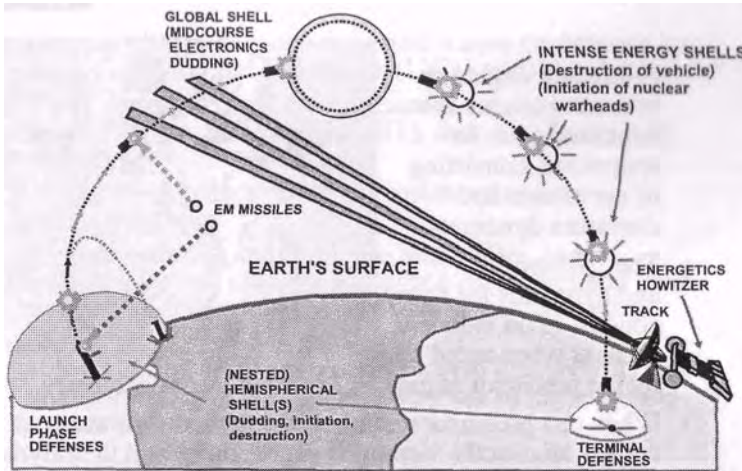 GLOBAL SHELL
(MIDCOURSE
ELECTRONICS
DUDDING)
INTENSE ENERGY SHELLS
(Destruction of vehicle)
(Initiation of nuclear
warheads)
EM MISSILES
EARTH'S SURFACE
ENERGETICS
HOWITZER
TRACK
(NESTED)
HEMISPHERICAL
SHELL(S)
(Dudding, initiation,
destruction)
LAUNCH
PHASE
DEFENSES
TERMINAL
DEFENSES